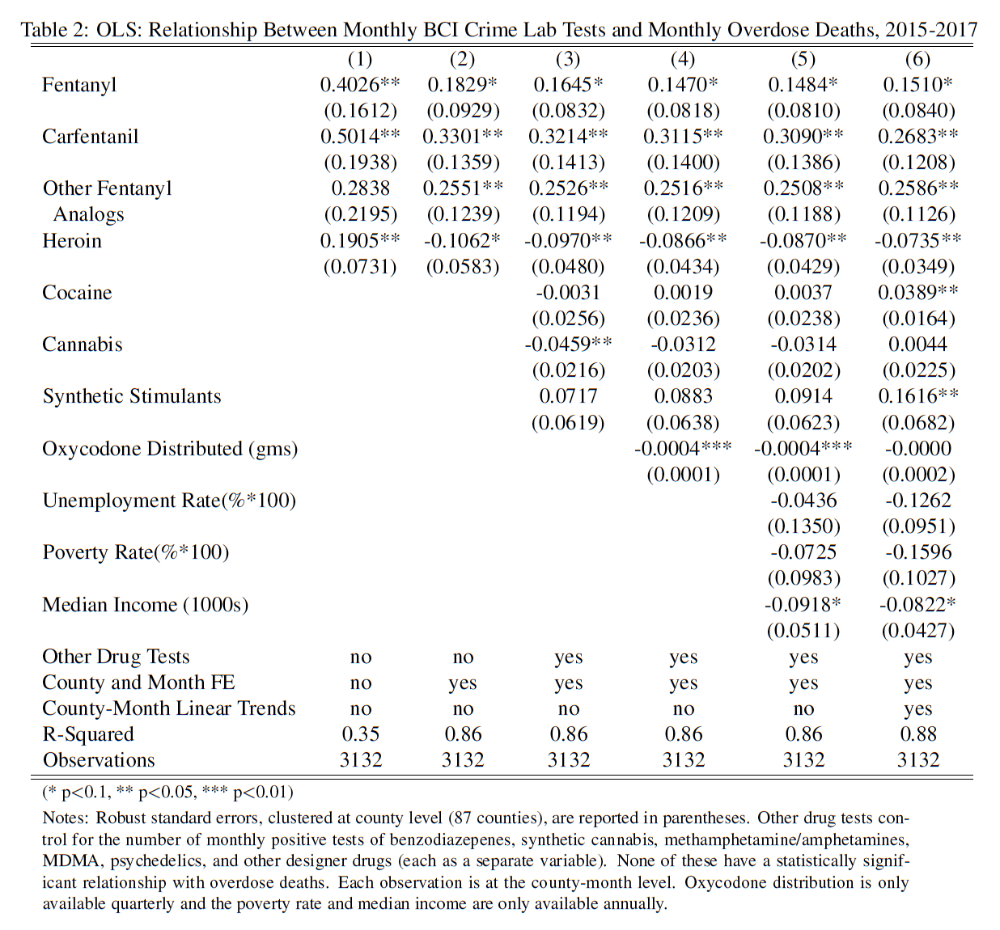 Table 2: OLS: Relationship Between Monthly BCI Crime Lab Tests and Monthly Overdose Deaths, 2015-2017
(1) (2) (3) (4) (5) (6)
Fentanyl 0.4026** 0.1829* 0.1645* 0.1470* 0.1484* 0.1510*
(0.1612) (0.0929) (0.0832) (0.0818) (0.0810) (0.0840)
Carfentanil 0.5014** 0.3301** 0.3214** 0.3115** 0.3090** 0.2683**
(0.1938) (0.1359) (0.1413) (0.1400) (0.1386) (0.1208)
Other Fentanyl 0.2838 0.2551** 0.2526** 0.2516** 0.2508** 0.2586**
Analogs (0.2195) (0.1239) (0.1194) (0.1209) (0.1188) (0.1126)
Heroin 0.1905** -0.1062* -0.0970** -0.0866** -0.0870** -0.0735**
(0.0731) (0.0583) (0.0480) (0.0434) (0.0429) (0.0349)
Cocaine -0.0031 0.0019 0.0037 0.0389**
(0.0256) (0.0236) (0.0238) (0.0164)
Cannabis -0.0459** -0.0312 -0.0314 0.0044
(0.0216) (0.0203) (0.0202) (0.0225)
Synthetic Stimulants 0.0717 0.0883 0.0914 0.1616**
(0.0619) (0.0638) (0.0623) (0.0682)
Oxycodone Distributed (gms) -0.0004*** -0.0004*** -0.0000
(0.0001) (0.0001) (0.0002)
Unemployment Rate(%*100) -0.0436 -0.1262
(0.1350) (0.0951)
Poverty Rate(%*100) -0.0725 -0.1596
(0.0983) (0.1027)
Median Income (1000s) -0.0918* -0.0822*
(0.0511) (0.0427)
Other Drug Tests no no yes yes yes yes
County and Month FE no yes yes yes yes yes
County-Month Linear Trends no no no no no yes
R-Squared 0.35 0.86 0.86 0.86 0.86 0.88
Observations 3132 3132 3132 3132 3132 3132
(* p<0.1, ** p<0.05, *** p<0.01)
Notes: Robust standard errors, clustered at county level (87 counties), are reported in parentheses. Other drug tests con-
trol for the number of monthly positive tests of benzodiazepenes, synthetic cannabis, methamphetamine/amphetamines,
MDMA, psychedelics, and other designer drugs (each as a separate variable). None of these have a statistically signif-
icant relationship with overdose deaths. Each observation is at the county-month level. Oxycodone distribution is only
available quarterly and the poverty rate and median income are only available annually.